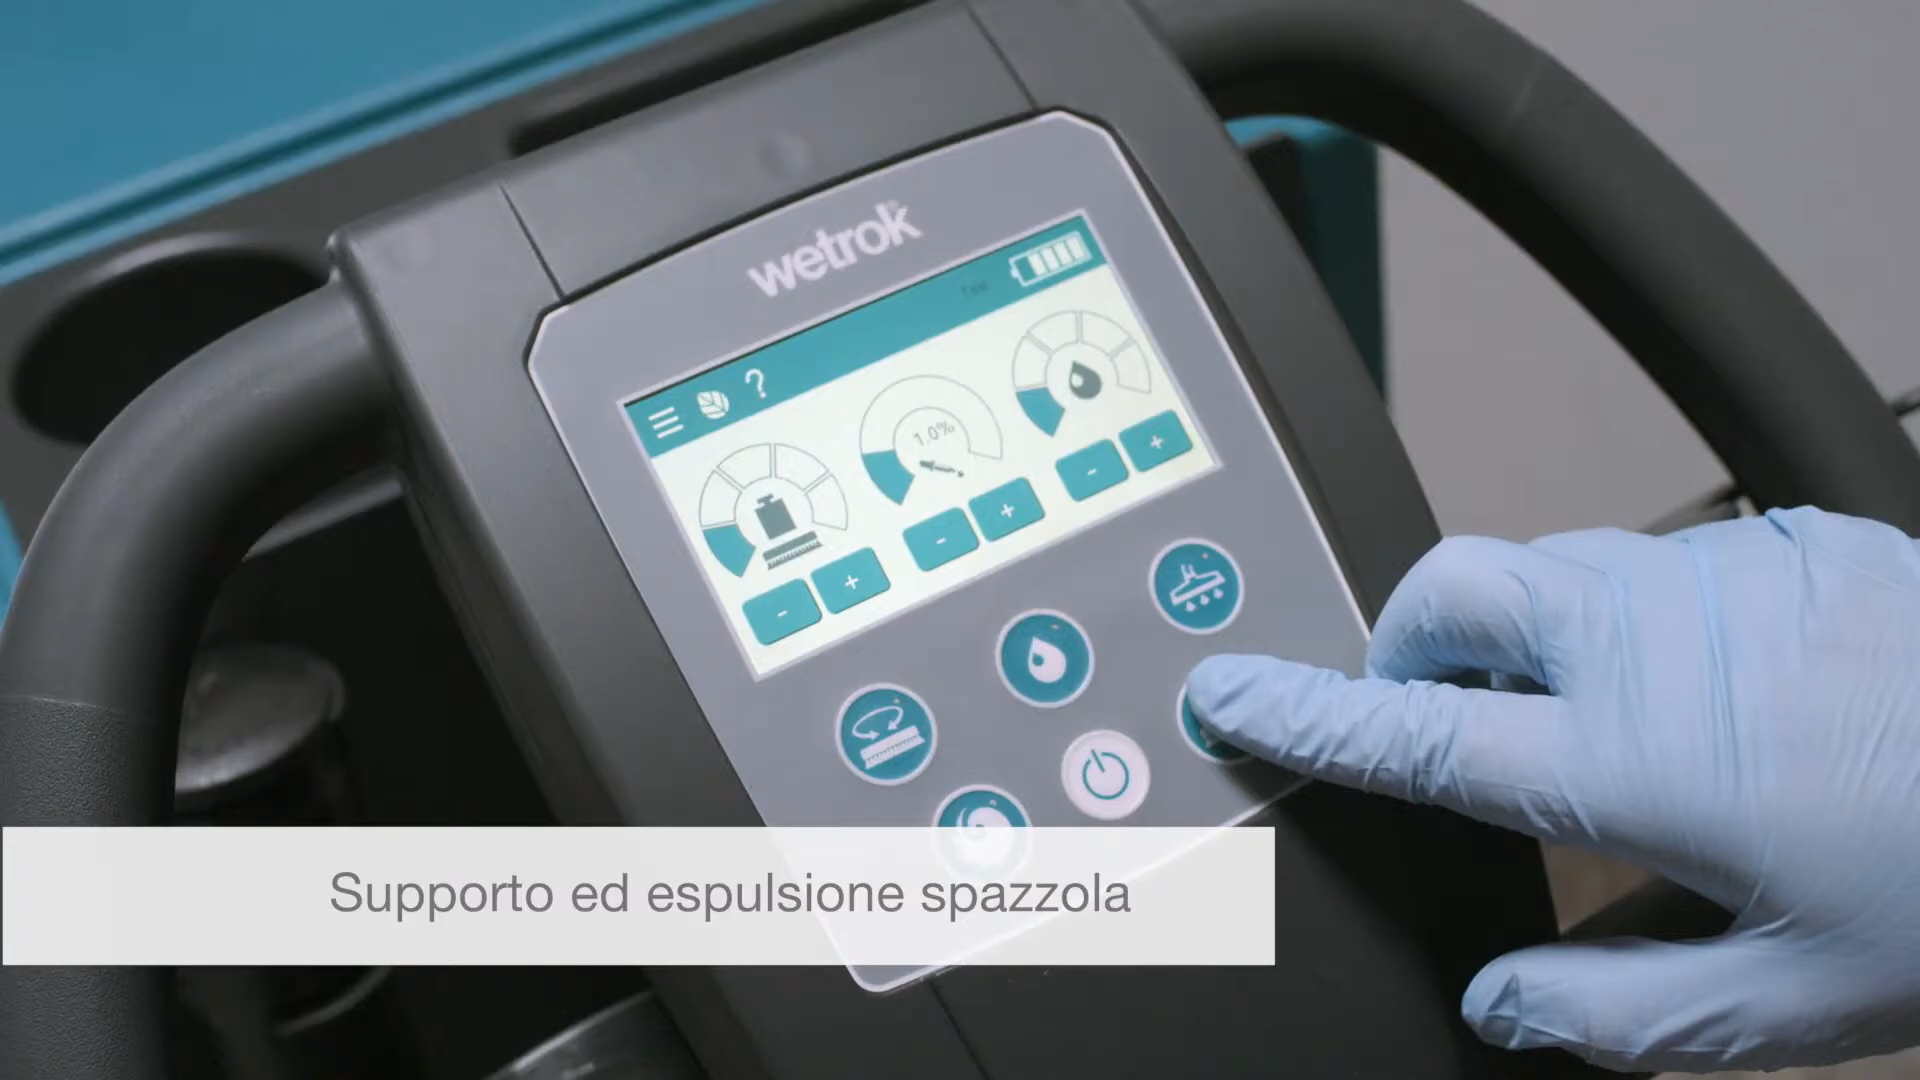 wetrok
?
1.0%
- + - + - +
Supporto ed espulsione spazzola